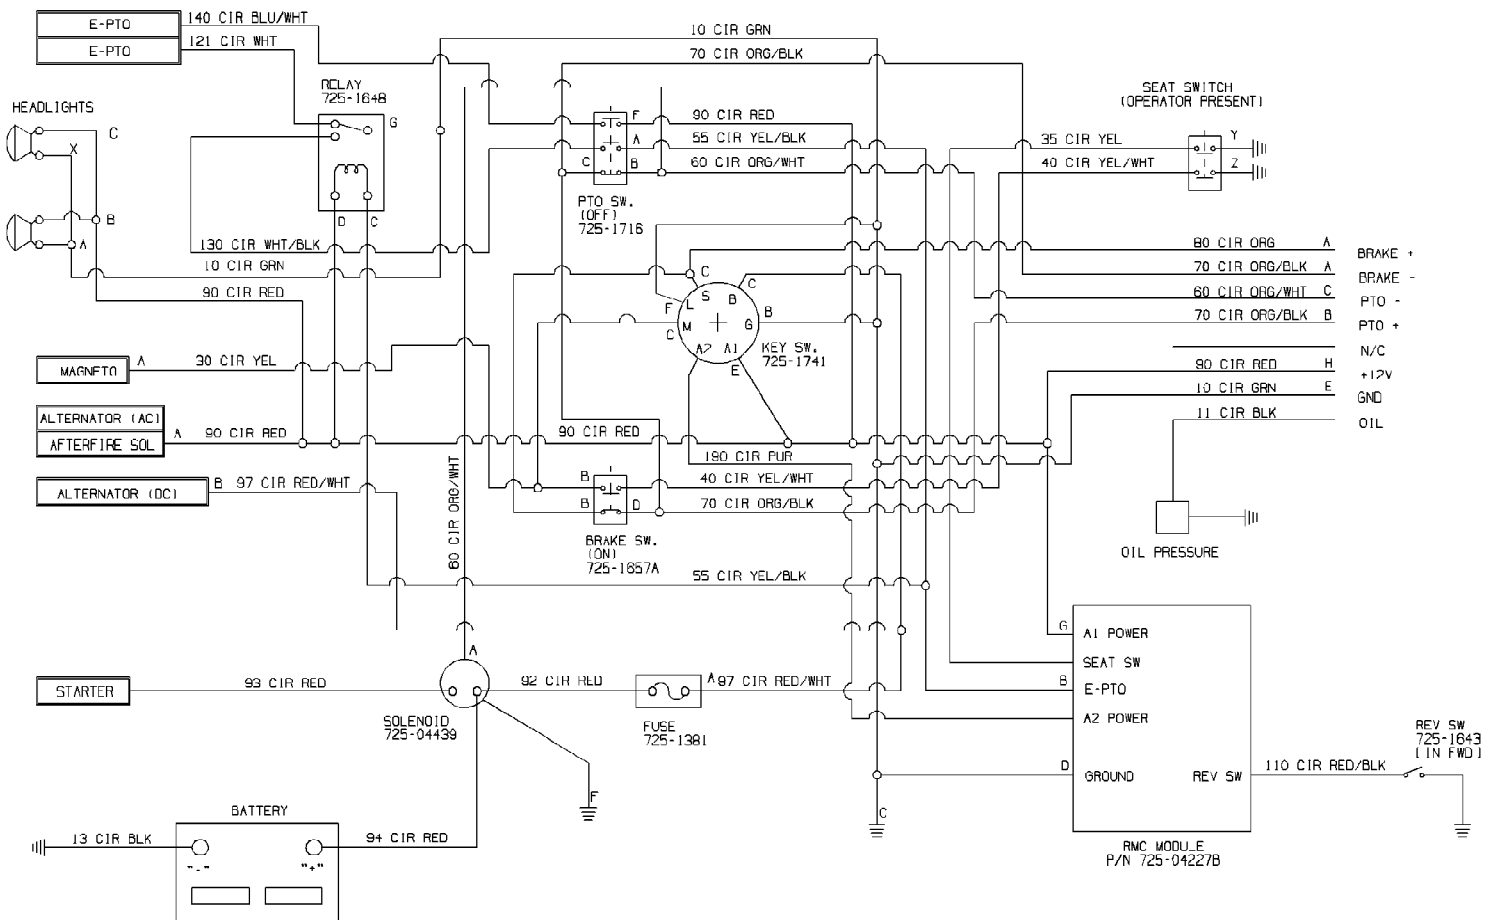 E-PTO
140 CIR BLU/WHT
E-PTO
121 CIR WHT
10 CIR GRN
70 CIR ORG/BLK
RELAY
725-1648
G
D
C
HEADLIGHTS
C
X
B
A
130 CIR WHT/BLK
10 CIR GRN
90 CIR RED
F
90 CIR RED
A
55 CIR YEL/BLK
C
B
60 CIR ORG/WHT
PTO SW.
(OFF)
725-1716
SEAT SWITCH
(OPERATOR PRESENT)
35 CIR YEL
Y
40 CIR YEL/WHT
Z
80 CIR ORG
A
BRAKE +
70 CIR ORG/BLK
A
BRAKE -
60 CIR ORG/WHT
C
PTO -
70 CIR ORG/BLK
B
PTO +
N/C
90 CIR RED
H
+12V
10 CIR GRN
E
GND
11 CIR BLK
OIL
C
C
F
L
S
B
B
C
M
G
A2
A1
E
KEY SW.
725-1741
MAGNETO
A
30 CIR YEL
ALTERNATOR (AC)
AFTERFIRE SOL
A
90 CIR RED
90 CIR RED
190 CIR PUR
ALTERNATOR (DC)
B
97 CIR RED/WHT
60 CIR ORG/WHT
B
40 CIR YEL/WHT
B
D
70 CIR ORG/BLK
BRAKE SW.
(ON)
725-1657A
55 CIR YEL/BLK
OIL PRESSURE
STARTER
93 CIR RED
A
92 CIR RED
A
97 CIR RED/WHT
SOLENOID
725-04439
FUSE
725-1381
F
C
G
A1 POWER
SEAT SW
B
E-PTO
A2 POWER
D
GROUND
REV SW
110 CIR RED/BLK
REV SW
725-1643
(IN FWD)
RMC MODULE
P/N 725-04227B
BATTERY
13 CIR BLK
94 CIR RED
"-"
"+"